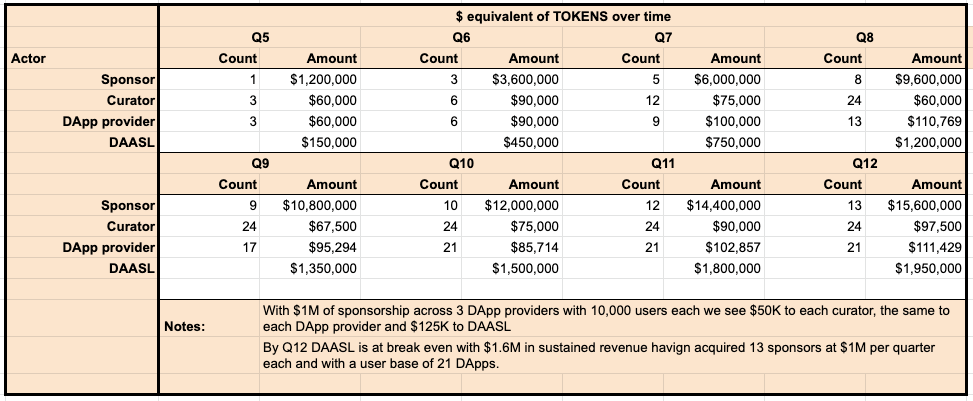 $ equivalent of TOKENS over time
Q5 Q6 Q7 Q8
Actor Count Amount Count Amount Count Amount Count Amount
Sponsor 1 $1,200,000 3 $3,600,000 5 $6,000,000 8 $9,600,000
Curator 3 $60,000 6 $90,000 12 $75,000 24 $60,000
DApp provider 3 $60,000 6 $90,000 9 $100,000 13 $110,769
DAASL $150,000 $450,000 $750,000 $1,200,000
Q9 Q10 Q11 Q12
Count Amount Count Amount Count Amount Count Amount
Sponsor 9 $10,800,000 10 $12,000,000 12 $14,400,000 13 $15,600,000
Curator 24 $67,500 24 $75,000 24 $90,000 24 $97,500
DApp provider 17 $95,294 21 $85,714 21 $102,857 21 $111,429
DAASL $1,350,000 $1,500,000 $1,800,000 $1,950,000
Notes:
With $1M of sponsorship across 3 DApp providers with 10,000 users each we see $50K to each curator, the same to
each DApp provider and $125K to DAASL
By Q12 DAASL is at break even with $1.6M in sustained revenue havign acquired 13 sponsors at $1M per quarter
each and with a user base of 21 DApps.